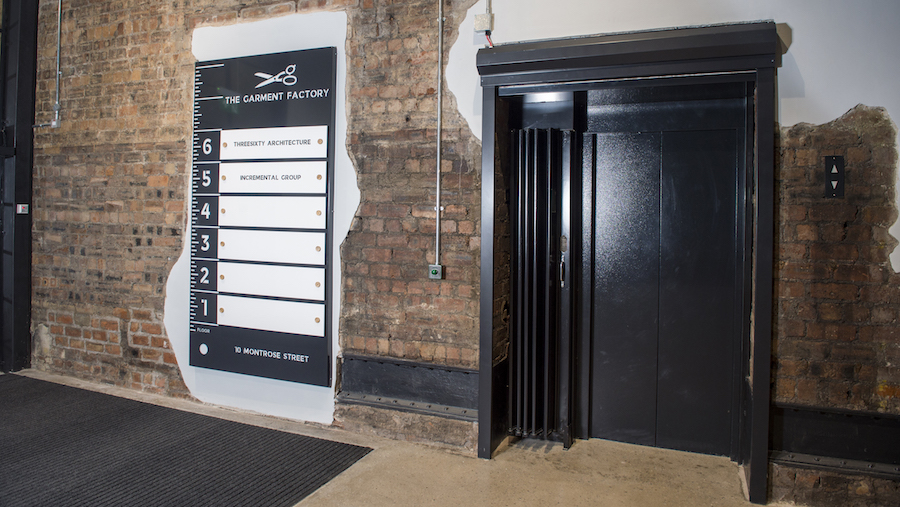 THE GARMENT FACTORY
6 THREESIXTY ARCHITECTURE
5 INCREMENTAL GROUP
4
3
2
1
FLOOR
10 MONTROSE STREET